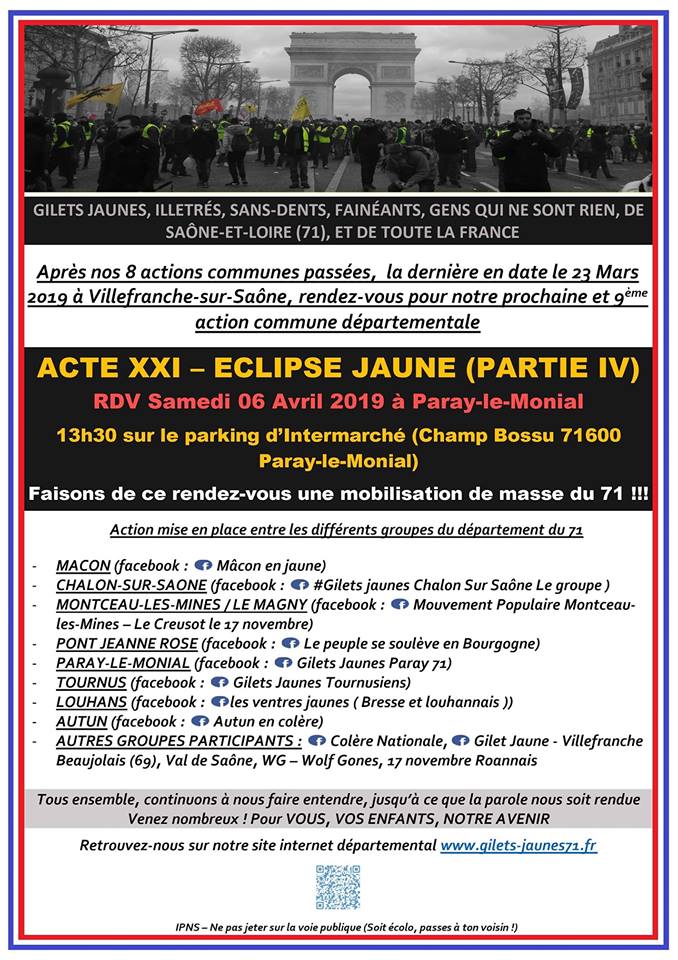 GILETS JAUNES, ILLETRÉS, SANS-DENTS, FAINÉANTS, GENS QUI NE SONT RIEN, DE
SAÔNE-ET-LOIRE (71), ET DE TOUTE LA FRANCE
Après nos 8 actions communes passées, la dernière en date le 23 Mars
2019 à Villefranche-sur-Saône, rendez-vous pour notre prochaine et 9ème
action commune départementale
ACTE XXI – ECLIPSE JAUNE (PARTIE IV)
RDV Samedi 06 Avril 2019 à Paray-le-Monial
13h30 sur le parking d'Intermarché (Champ Bossu 71600
Paray-le-Monial)
Faisons de ce rendez-vous une mobilisation de masse du 71 !!!
Action mise en place entre les différents groupes du département du 71
- MACON (facebook : Mâcon en jaune)
- CHALON-SUR-SAONE (facebook : #Gilets jaunes Chalon Sur Saône Le groupe )
- MONTCEAU-LES-MINES / LE MAGNY (facebook : Mouvement Populaire Montceau-
les-Mines – Le Creusot le 17 novembre)
- PONT JEANNE ROSE (facebook : Le peuple se soulève en Bourgogne)
- PARAY-LE-MONIAL (facebook : Gilets Jaunes Paray 71)
- TOURNUS (facebook : Gilets Jaunes Tournusiens)
- LOUHANS (facebook : les ventres jaunes ( Bresse et louhannais ))
- AUTUN (facebook : Autun en colère)
- AUTRES GROUPES PARTICIPANTS : Colère Nationale, Gilet Jaune - Villefranche
Beaujolais (69), Val de Saône, WG – Wolf Gones, 17 novembre Roannais
Tous ensemble, continuons à nous faire entendre, jusqu'à ce que la parole nous soit rendue
Venez nombreux ! Pour VOUS, VOS ENFANTS, NOTRE AVENIR
Retrouvez-nous sur notre site internet départemental www.gilets-jaunes71.fr
IPNS – Ne pas jeter sur la voie publique (Soit écolo, passes à ton voisin !)